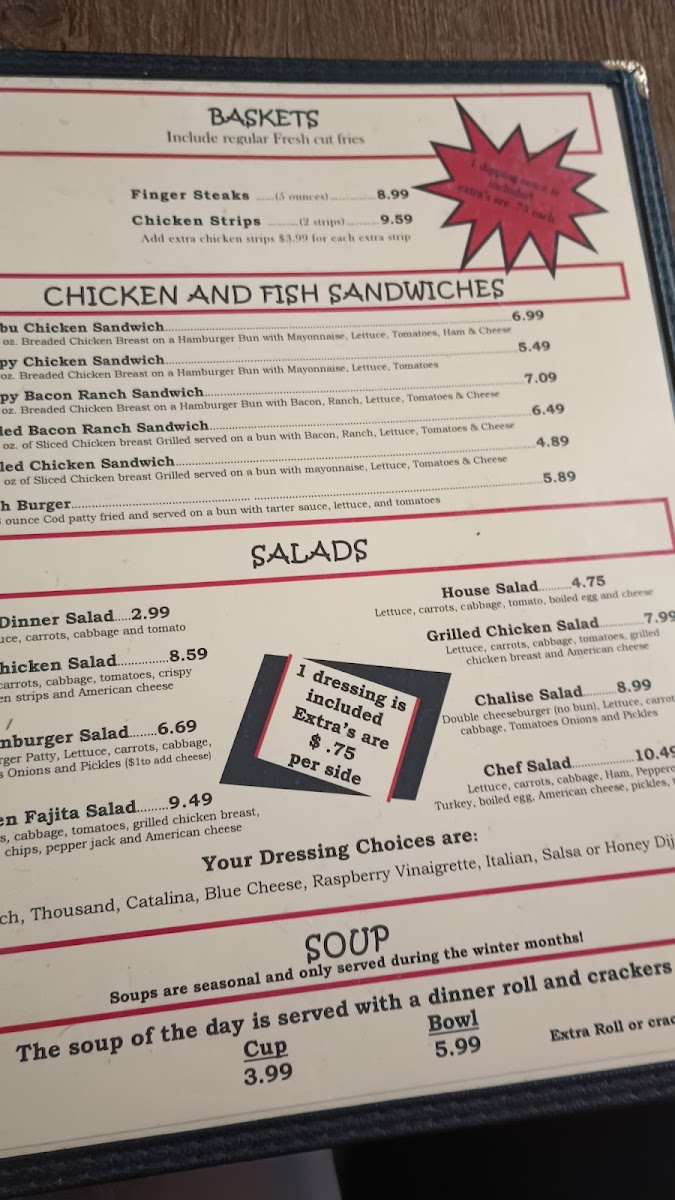 BASKETS
Include regular Fresh cut fries
1 dipping sauce is
included!
extra's are .75 each
Finger Steaks ......(5 ounces)...............8.99
Chicken Strips ..........(2 strips).........9.59
Add extra chicken strips $3.99 for each extra strip
CHICKEN AND FISH SANDWICHES
bu Chicken Sandwich...6.99
oz. Breaded Chicken Breast on a Hamburger Bun with Mayonnaise, Lettuce, Tomatoes, Ham & Cheese
py Chicken Sandwich...5.49
oz. Breaded Chicken Breast on a Hamburger Bun with Mayonnaise, Lettuce, Tomatoes
py Bacon Ranch Sandwich...7.09
oz. Breaded Chicken Breast on a Hamburger Bun with Bacon, Ranch, Lettuce, Tomatoes & Cheese
led Bacon Ranch Sandwich...6.49
oz. of Sliced Chicken breast Grilled served on a bun with Bacon, Ranch, Lettuce, Tomatoes & Cheese
led Chicken Sandwich...4.89
oz of Sliced Chicken breast Grilled served on a bun with mayonnaise, Lettuce, Tomatoes & Cheese
h Burger...5.89
ounce Cod patty fried and served on a bun with tarter sauce, lettuce, and tomatoes
SALADS
Dinner Salad....2.99
uce, carrots, cabbage and tomato
hicken Salad..............8.59
carrots, cabbage, tomatoes, crispy
en strips and American cheese
mburger Salad.......6.69
rger Patty, Lettuce, carrots, cabbage,
s Onions and Pickles ($1to add cheese)
en Fajita Salad........9.49
s, cabbage, tomatoes, grilled chicken breast,
chips, pepper jack and American cheese
1 dressing is
included
Extra's are
$ .75
per side
House Salad..........4.75
Lettuce, carrots, cabbage, tomato, boiled egg and cheese
Grilled Chicken Salad............7.99
Lettuce, carrots, cabbage, tomatoes, grilled
chicken breast and American cheese
Chalise Salad.........8.99
Double cheeseburger (no bun), Lettuce, carrot
cabbage, Tomatoes Onions and Pickles
Chef Salad..................10.49
Lettuce, carrots, cabbage, Ham, Peppero
Turkey, boiled egg, American cheese, pickles,
Your Dressing Choices are:
ch, Thousand, Catalina, Blue Cheese, Raspberry Vinaigrette, Italian, Salsa or Honey Dij
SOUP
Soups are seasonal and only served during the winter months!
The soup of the day is served with a dinner roll and crackers
Cup
3.99
Bowl
5.99
Extra Roll or crac